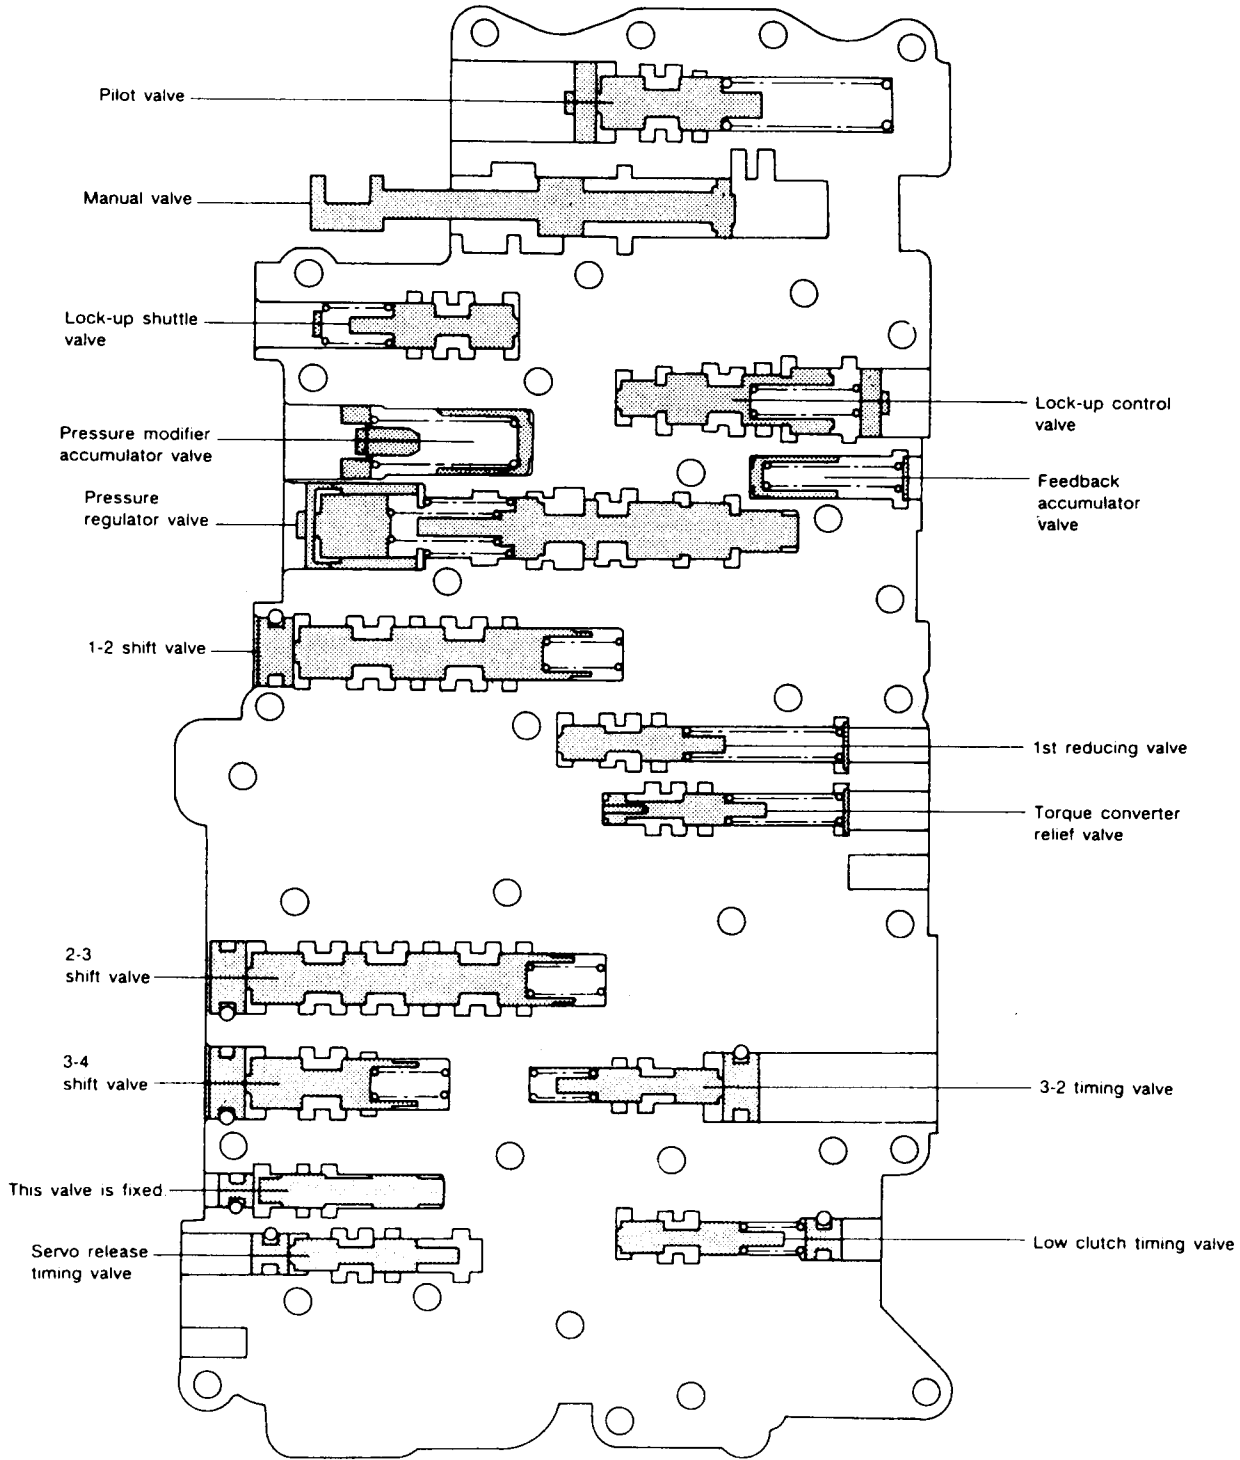 Pilot valve
Manual valve
Lock-up shuttle
valve
Pressure modifier
accumulator valve
Pressure
regulator valve
1-2 shift valve
2-3
shift valve
3-4
shift valve
This valve is fixed.
Servo release
timing valve
Lock-up control
valve
Feedback
accumulator
valve
1st reducing valve
Torque converter
relief valve
3-2 timing valve
Low clutch timing valve